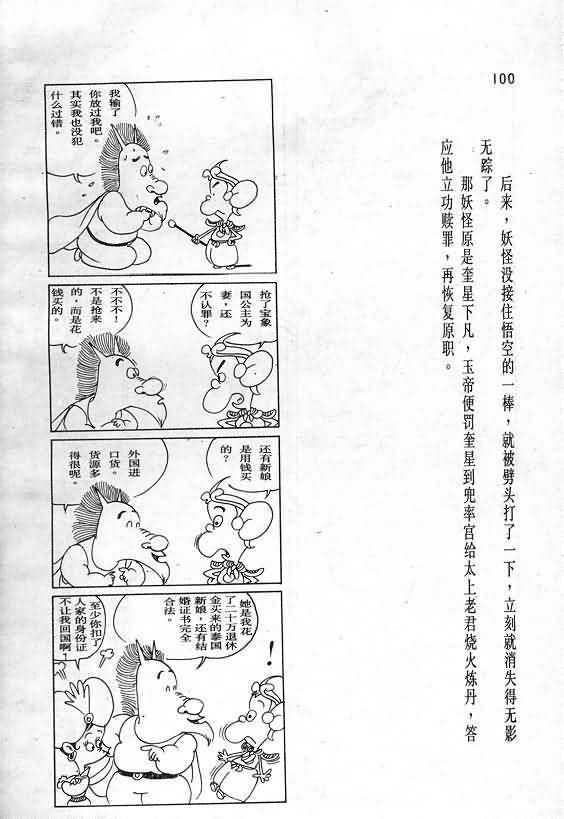 100
后来，妖怪没接住悟空的一棒，就被劈头打了一下，立刻就消失得无影
无踪了。
那妖怪原是奎星下凡，玉帝便罚奎星到兜率宫给太上老君烧火炼丹，答
应他立功赎罪，再恢复原职。
我输了
你放过我吧。
其实我也没犯
什么过错。
抢了宝象
国公主为
妻，还
不认罪？
不不不！
不是抢来
的，而是花
钱买的。
还有新娘
是用钱买
的？
外国进
口货。
货源多
得很呢。
她是我花
了二十万退休
金买来的泰国
新娘，还有结
婚证书完全
合法。
！
至少你扣了
人家的身份证
不让我回国啊！